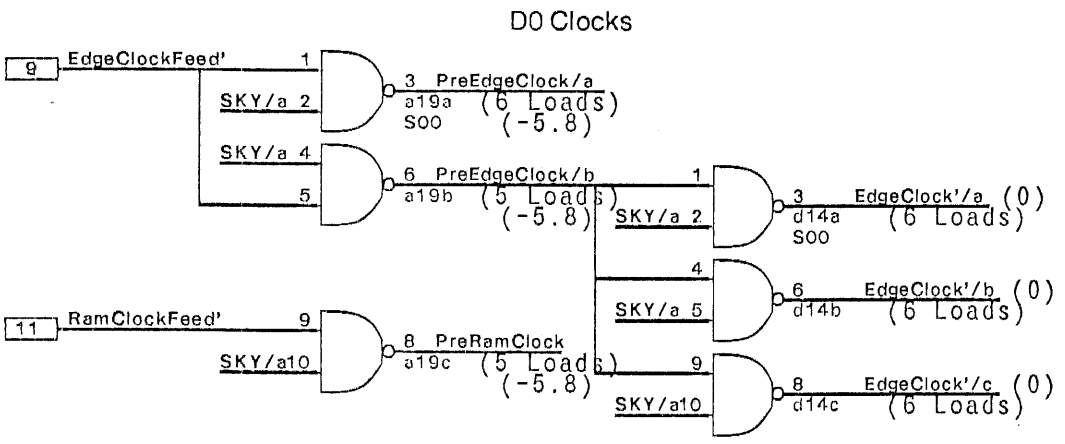 D0 Clocks
9 EdgeClockFeed' 1
SKY/a 2
3 PreEdgeClock/a
a19a (6 Loads)
S00 (-5.8)
SKY/a 4
5
6 PreEdgeClock/b
a19b (5 Loads)
(-5.8)
1
SKY/a 2
3 EdgeClock'/a (0)
d14a (6 Loads)
S00
4
SKY/a 5
6 EdgeClock'/b (0)
d14b (6 Loads)
11 RamClockFeed' 9
SKY/a10
8 PreRamClock
a19c (5 Loads)
(-5.8)
9
SKY/a10
8 EdgeClock'/c (0)
d14c (6 Loads)